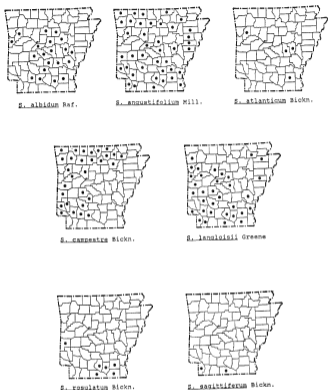 S. albidum Raf.
S. angustifolium Mill.
S. atlanticum Bickn.
S. campestre Bickn.
S. langloisii Greene
S. rosulatum Bickn.
S. sagittiferum Bickn.